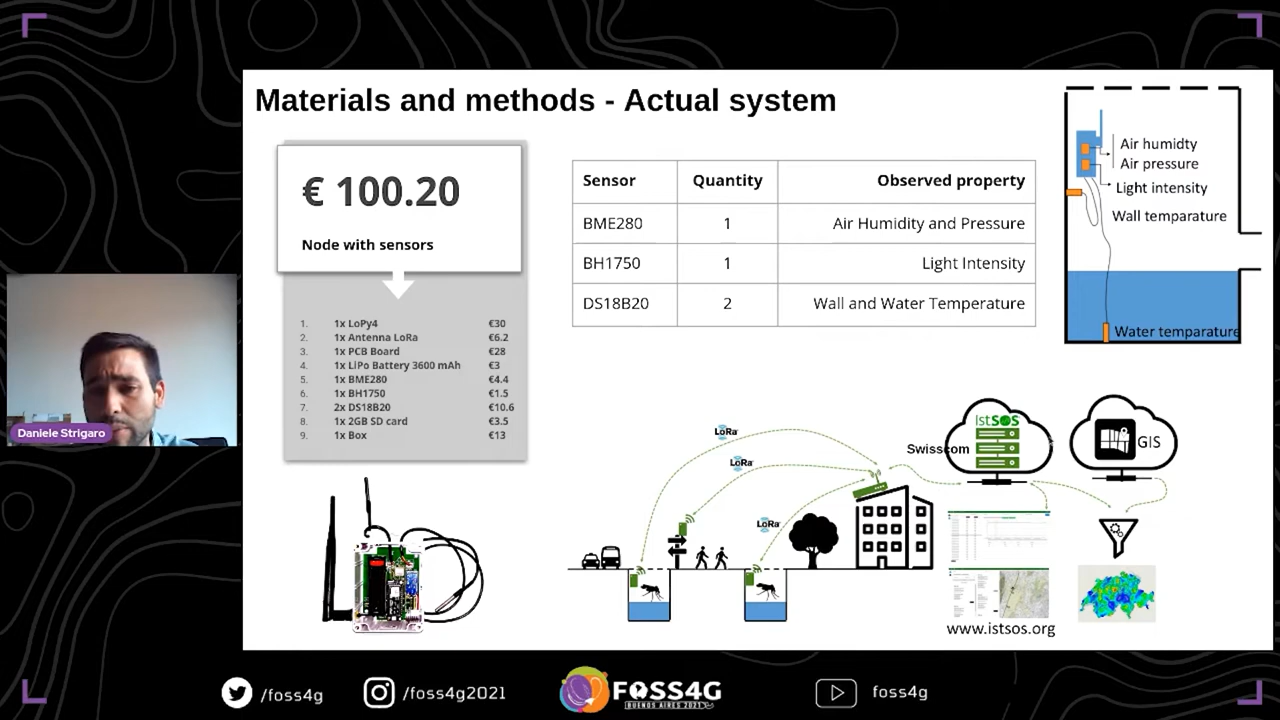 Materials and methods - Actual system
€ 100.20
Node with sensors
1. 1x LoPy4 €30
2. 1x Antenna LoRa €6.2
3. 1x PCB Board €28
4. 1x LiPo Battery 3600 mAh €3
5. 1x BME280 €4.4
6. 1x BH1750 €1.5
7. 2x DS18B20 €10.6
8. 1x 2GB SD card €3.5
9. 1x Box €13
Sensor Quantity Observed property
BME280 1 Air Humidity and Pressure
BH1750 1 Light Intensity
DS18B20 2 Wall and Water Temperature
Air humidty
Air pressure
Light intensity
Wall temparature
Water temparature
LoRa
LoRa
LoRa
Swisscom
istSOS
GIS
www.istsos.org
Daniele Strigaro
/foss4g
/foss4g2021
FOSS4G
BUENOS AIRES 2021
foss4g